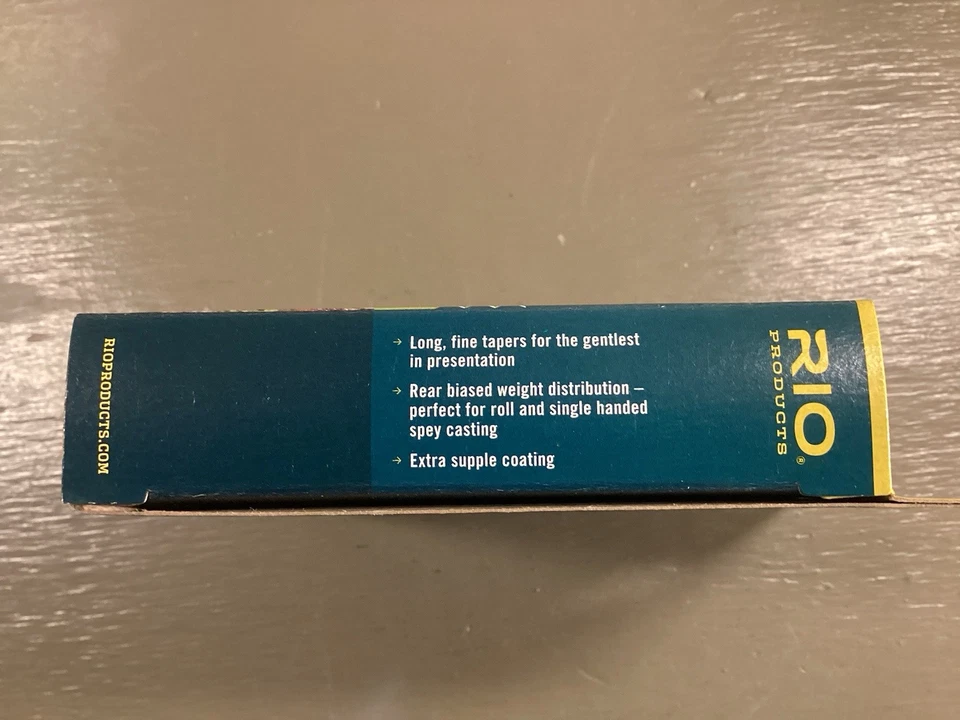 RIOPRODUCTS.COM
→ Long, fine tapers for the gentlest
in presentation
→ Rear biased weight distribution –
perfect for roll and single handed
spey casting
→ Extra supple coating
RIO®
PRODUCTS